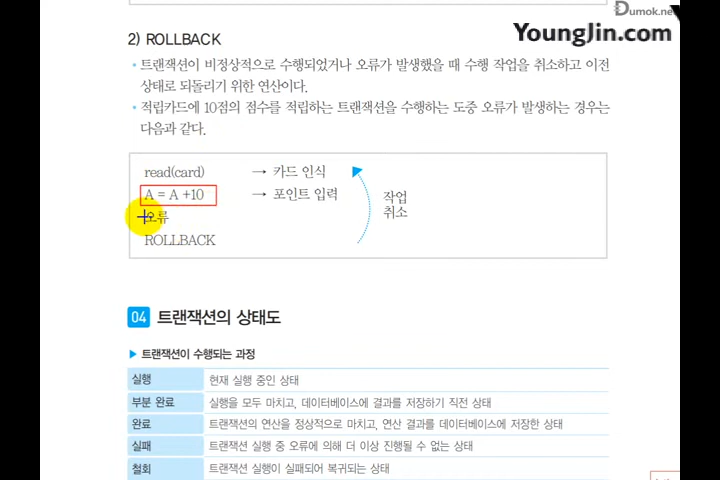 Dumok.ne
YoungJin.com
2) ROLLBACK
• 트랜잭션이 비정상적으로 수행되었거나 오류가 발생했을 때 수행 작업을 취소하고 이전
상태로 되돌리기 위한 연산이다.
• 적립카드에 10점의 점수를 적립하는 트랜잭션을 수행하는 도중 오류가 발생하는 경우는
다음과 같다.
read(card) → 카드 인식
A = A +10 → 포인트 입력
작업
취소
오류
ROLLBACK
04 트랜잭션의 상태도
▶ 트랜잭션이 수행되는 과정
실행 현재 실행 중인 상태
부분 완료 실행을 모두 마치고, 데이터베이스에 결과를 저장하기 직전 상태
완료 트랜잭션의 연산을 정상적으로 마치고, 연산 결과를 데이터베이스에 저장한 상태
실패 트랜잭션 실행 중 오류에 의해 더 이상 진행될 수 없는 상태
철회 트랜잭션 실행이 실패되어 복귀되는 상태